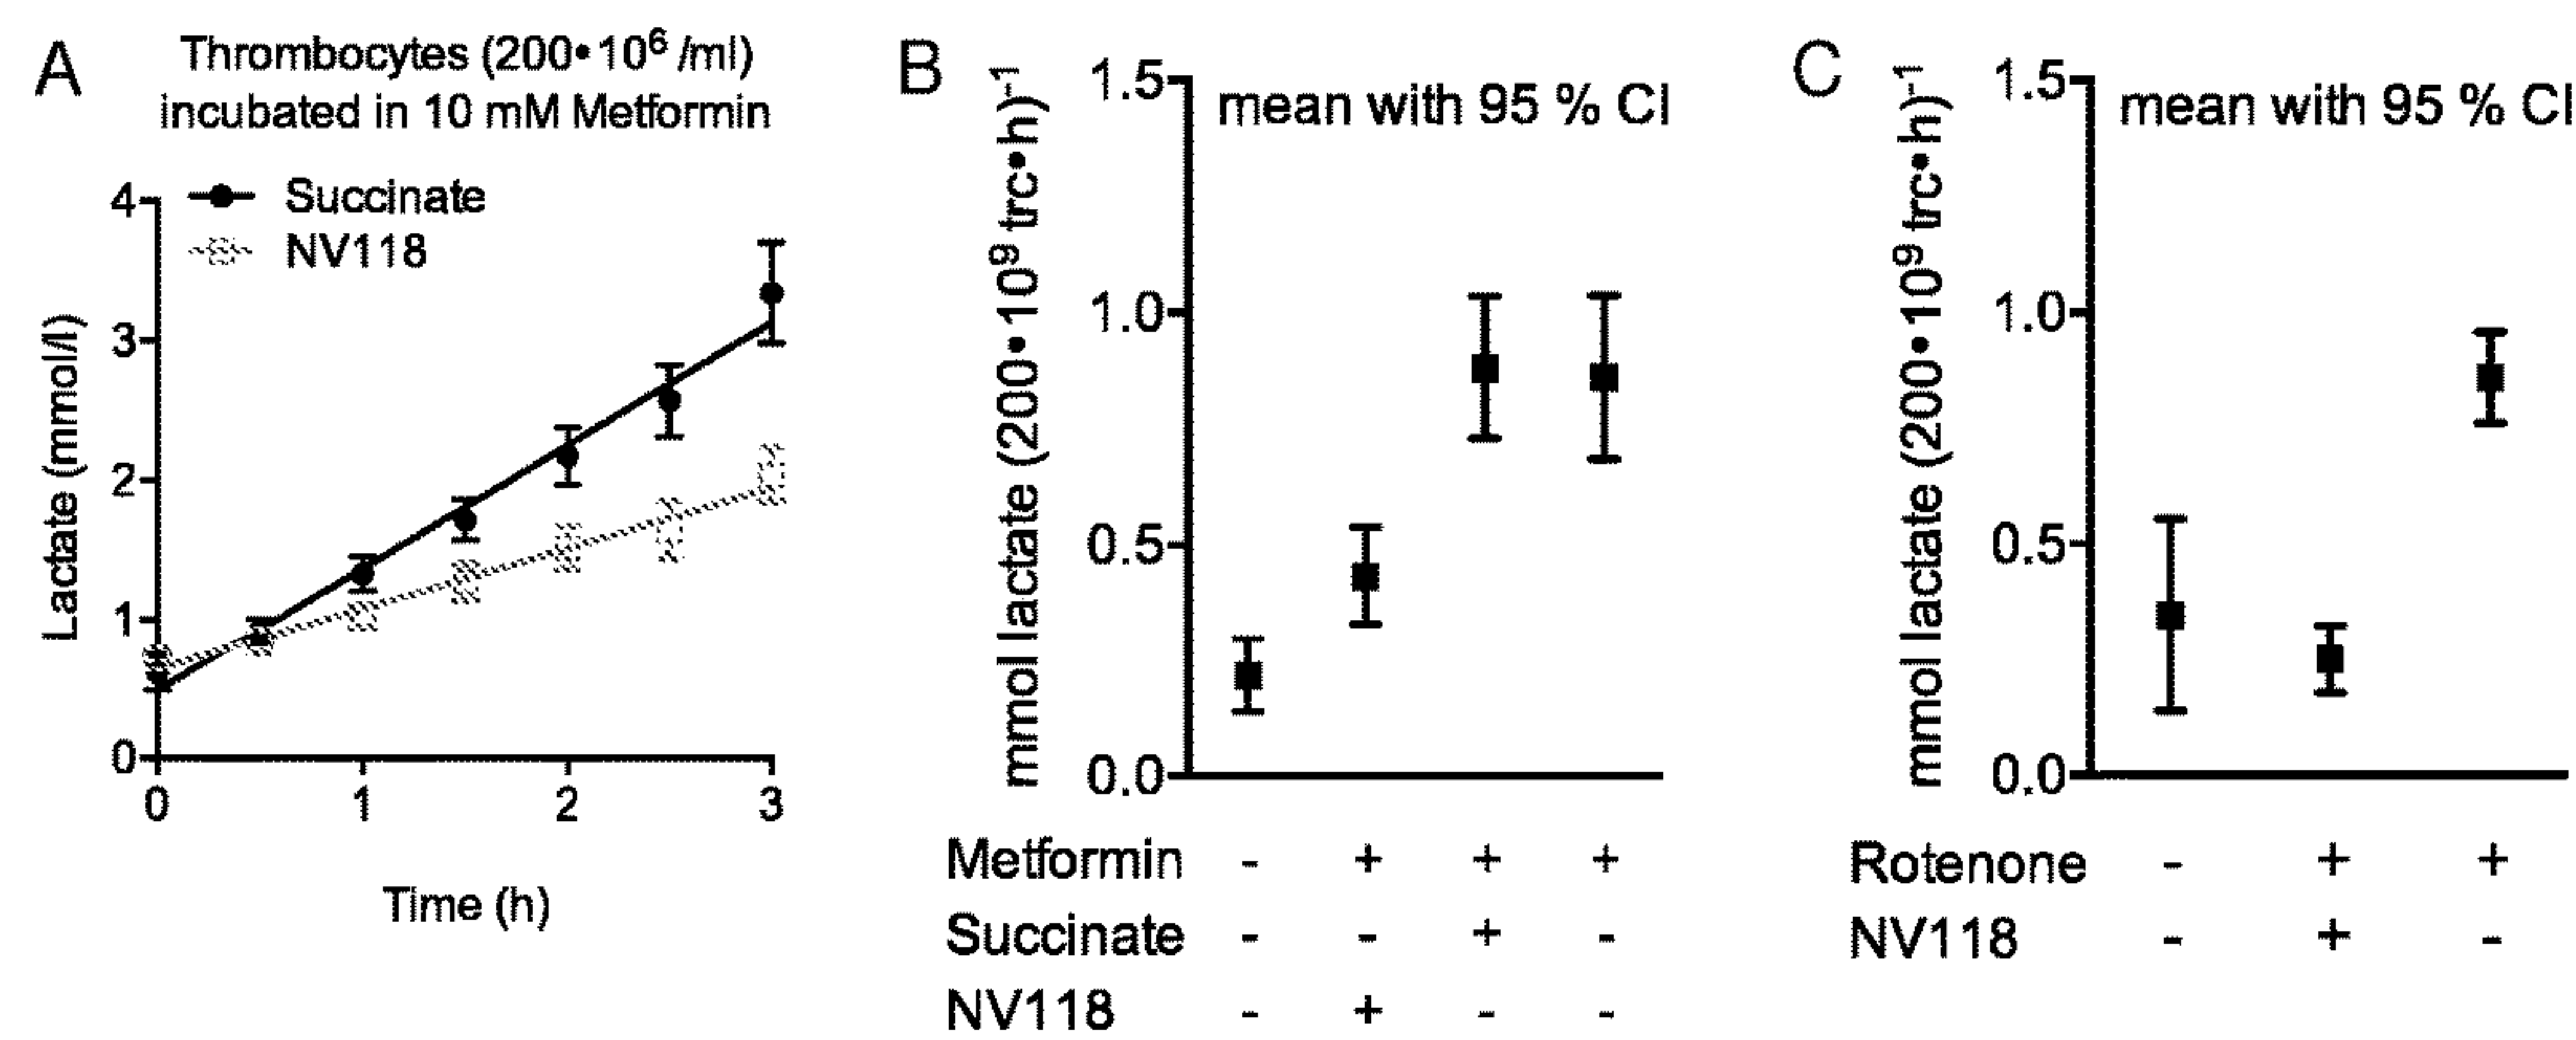 A
Thrombocytes (200•10⁶ /ml)
incubated in 10 mM Metformin
Succinate
NV118
4
3
2
1
0
Lactate (mmol/l)
0 1 2 3
Time (h)
B
mean with 95 % CI
1.5
1.0
0.5
0.0
mmol lactate (200•10⁹ trc•h)⁻¹
Metformin - + + +
Succinate - - + -
NV118 - + - -
C
mean with 95 % CI
1.5
1.0
0.5
0.0
mmol lactate (200•10⁹ trc•h)⁻¹
Rotenone - + +
NV118 - + -